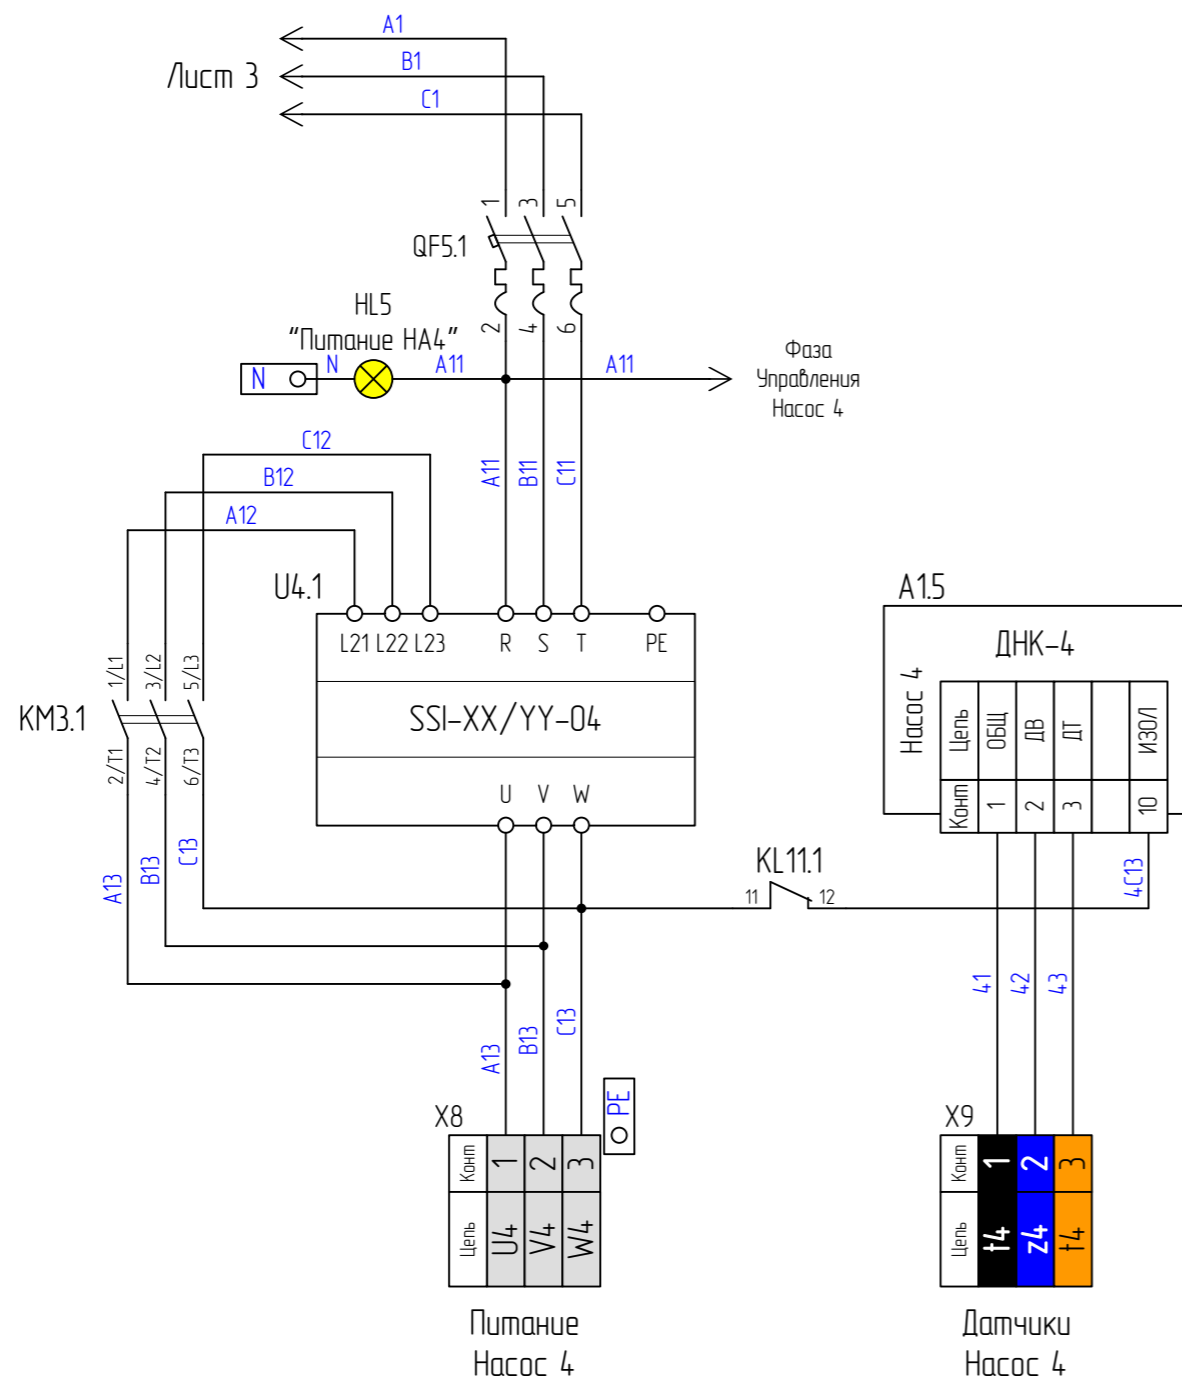 A1
B1
Лист 3
C1
1
3
5
QF5.1
2
4
6
HL5
"Питание НА4"
N
N
A11
A11
Фаза
Управления
Насос 4
C12
B12
A12
A11
B11
C11
U4.1
L21 L22 L23 R S T PE
SSI-XX/YY-04
U V W
KM3.1
1/L1
3/L2
5/L3
2/T1
4/T2
6/T3
A13
B13
C13
A1.5
ДНК-4
Насос 4
Цепь
ОБЩ
ДВ
ДТ
ИЗОЛ
Конт
1
2
3
10
KL11.1
11
12
4C13
41
42
43
A13
B13
C13
PE
X8
Конт
1
2
3
Цепь
U4
V4
W4
Питание
Насос 4
X9
Конт
1
2
3
Цепь
t4
z4
t4
Датчики
Насос 4